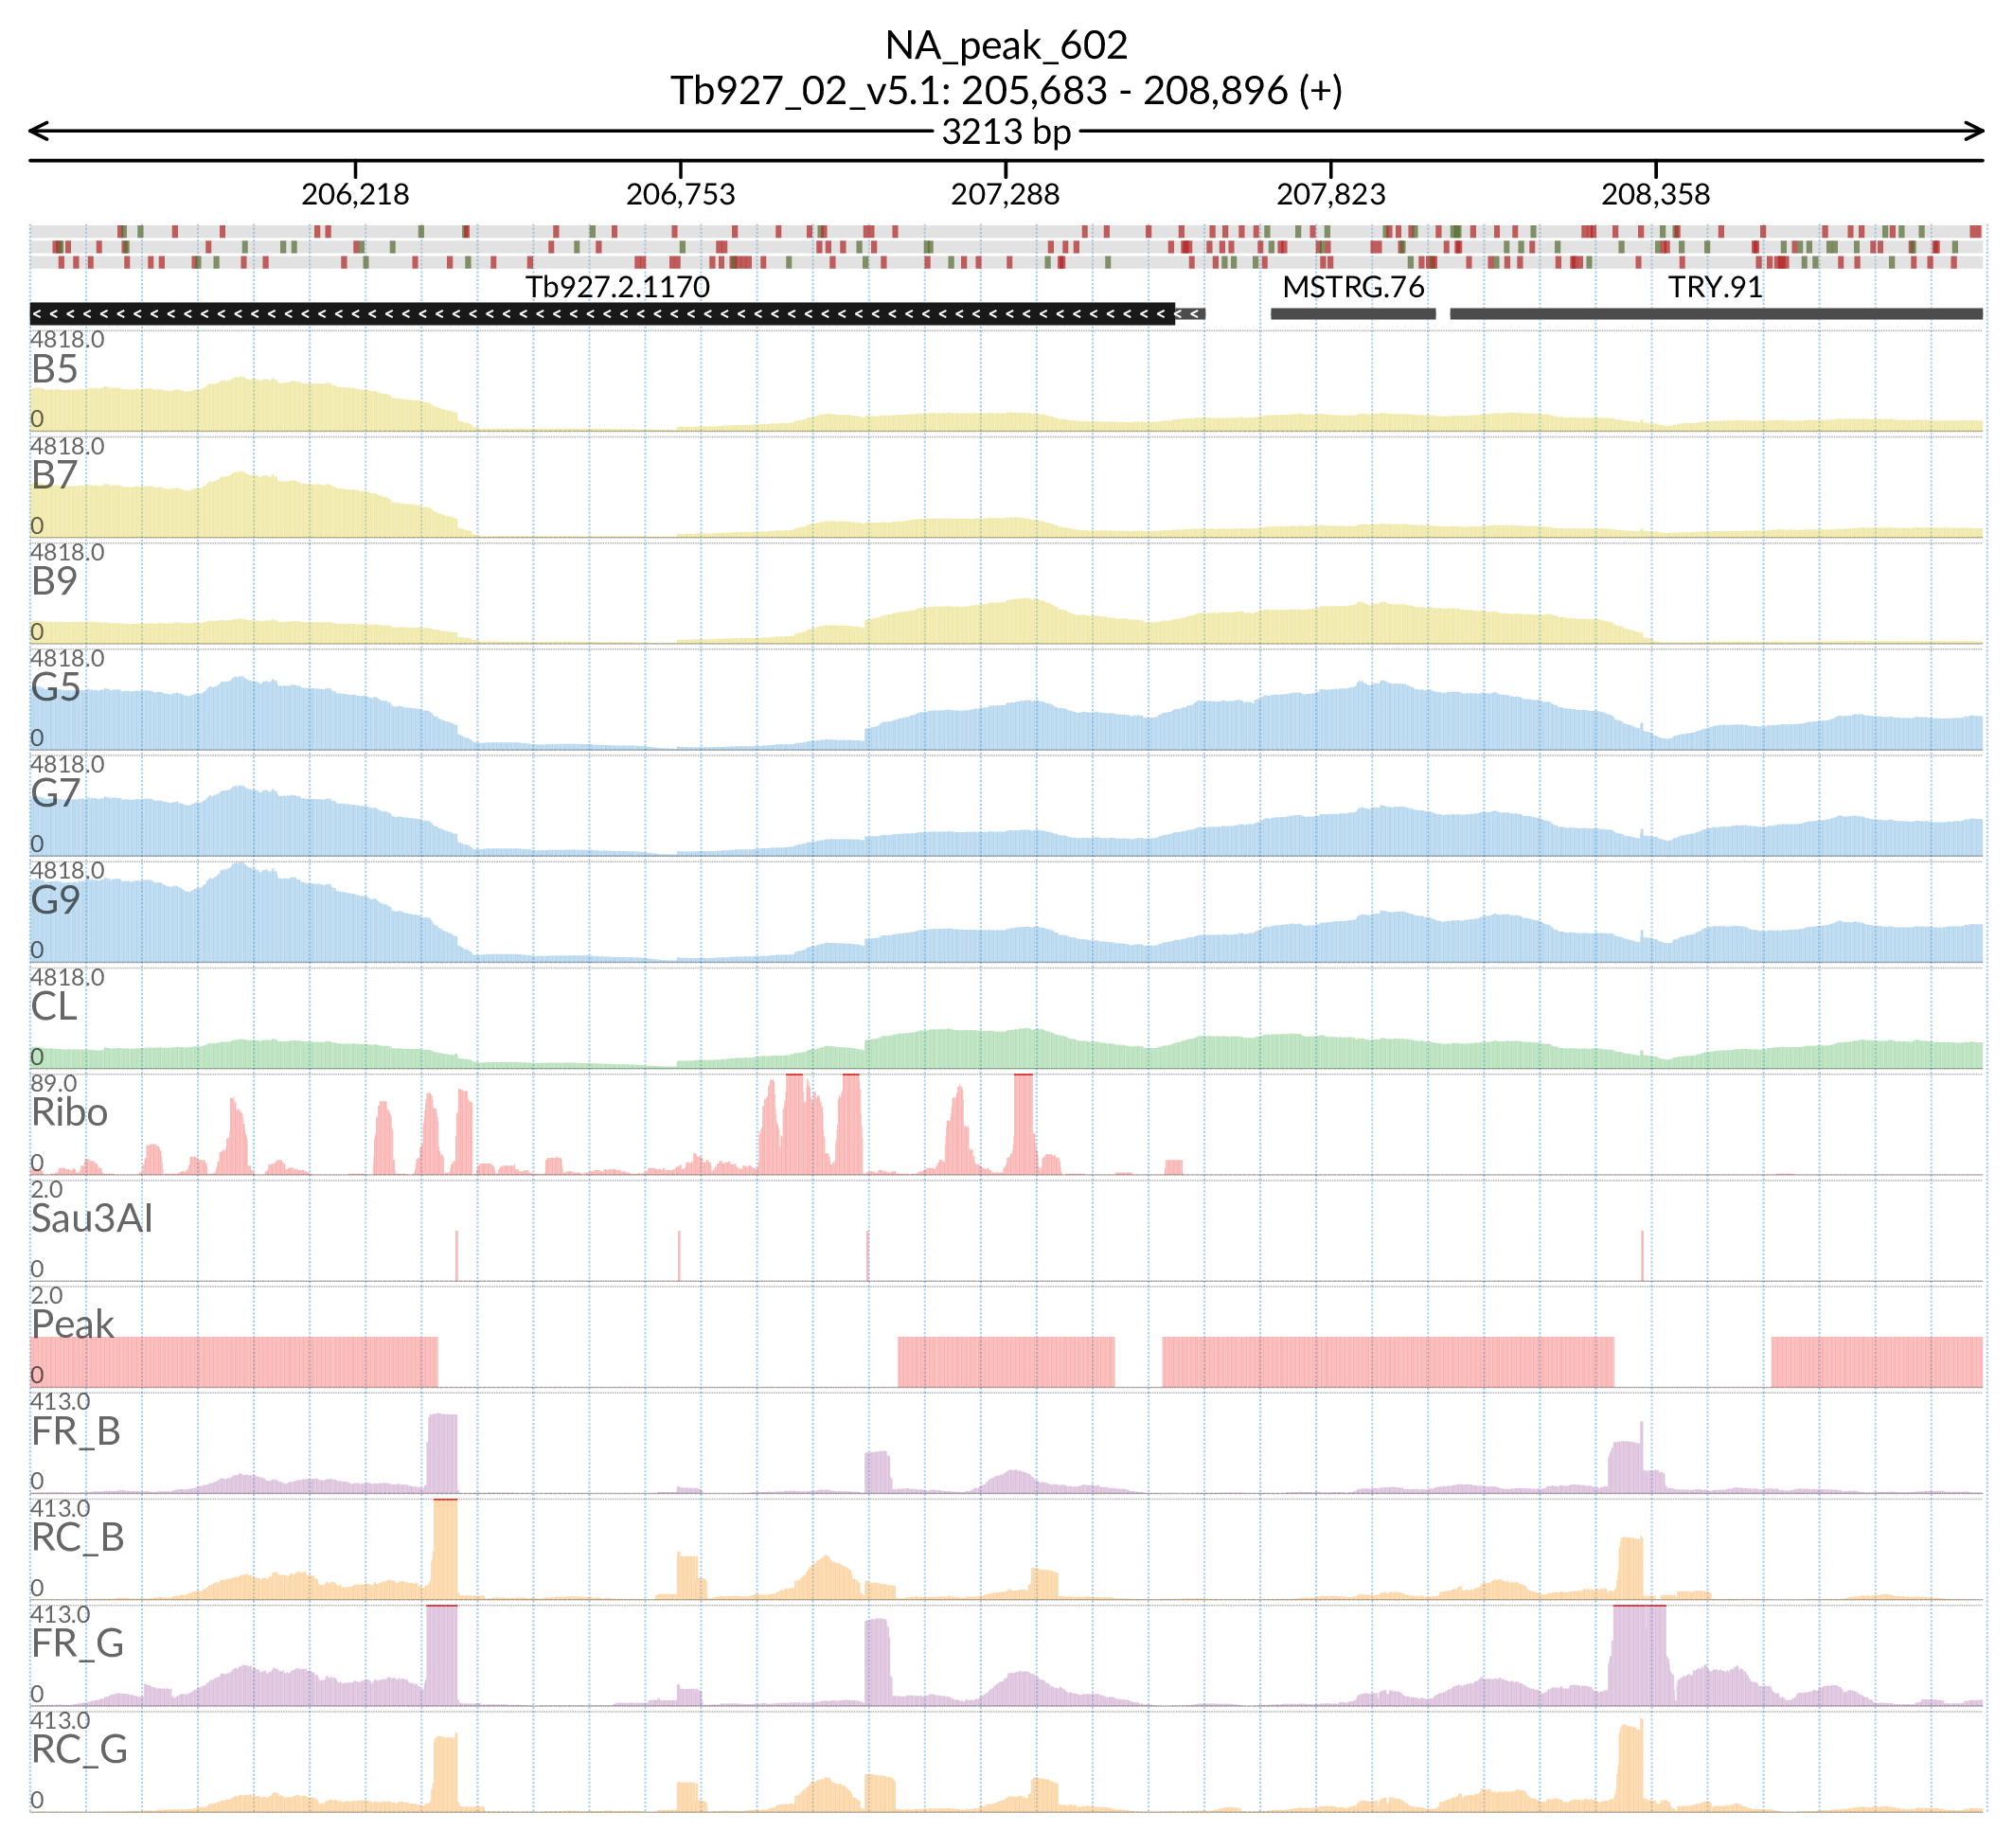 NA_peak_602
Tb927_02_v5.1: 205,683 - 208,896 (+)
3213 bp
206,218 206,753 207,288 207,823 208,358
Tb927.2.1170 MSTRG.76 TRY.91
4818.0
B5
0
4818.0
B7
0
4818.0
B9
0
4818.0
G5
0
4818.0
G7
0
4818.0
G9
0
4818.0
CL
0
89.0
Ribo
0
2.0
Sau3AI
0
2.0
Peak
0
413.0
FR_B
0
413.0
RC_B
0
413.0
FR_G
0
413.0
RC_G
0